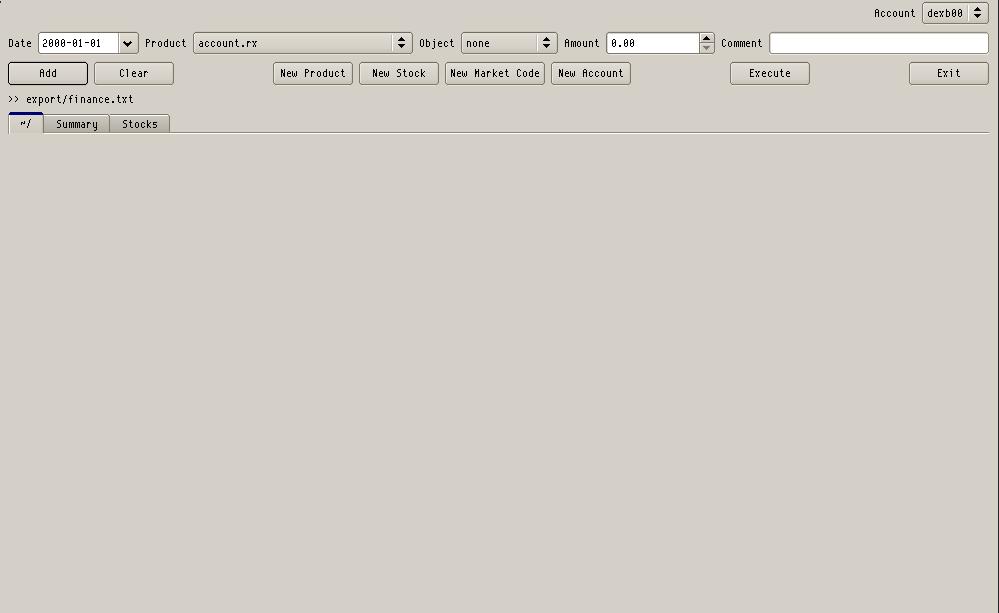 Account dexb00
Date 2000-01-01 Product account.rx Object none Amount 0.00 Comment
Add Clear New Product New Stock New Market Code New Account Execute Exit
>> export/finance.txt
~/ Summary Stocks